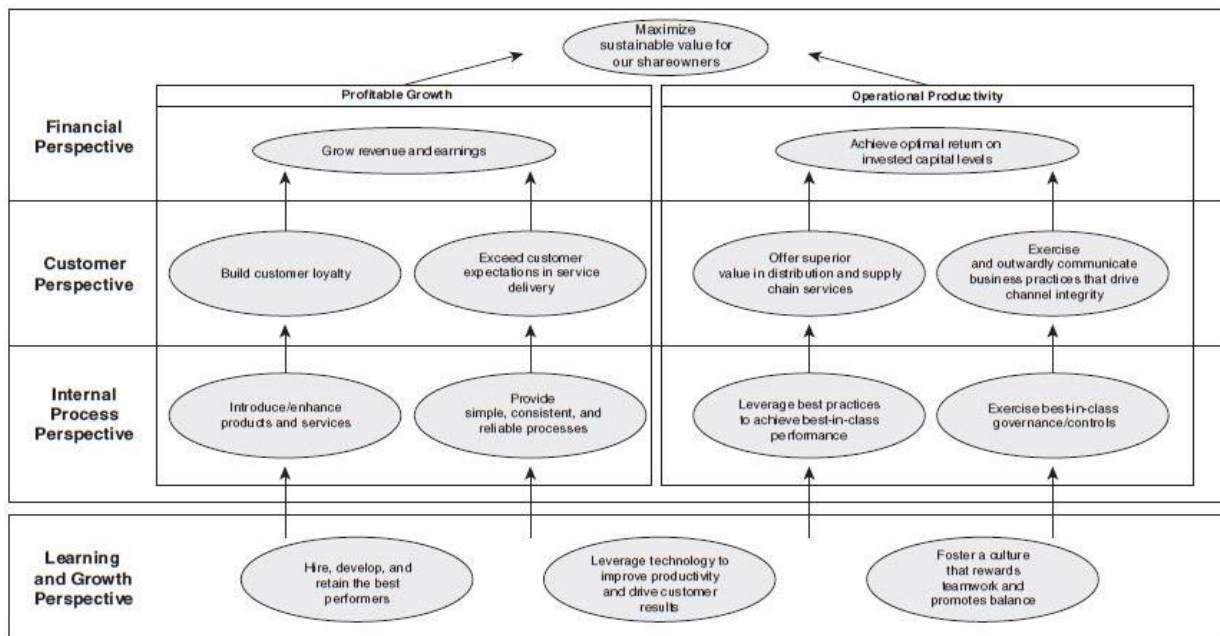 Maximize
sustainable value for
our shareowners
Profitable Growth
Operational Productivity
Financial
Perspective
Grow revenue and earnings
Achieve optimal return on
invested capital levels
Customer
Perspective
Build customer loyalty
Exceed customer
expectations in service
delivery
Offer superior
value in distribution and supply
chain services
Exercise
and outwardly communicate
business practices that drive
channel integrity
Internal
Process
Perspective
Introduce/enhance
products and services
Provide
simple, consistent, and
reliable processes
Leverage best practices
to achieve best-in-class
performance
Exercise best-in-class
governance/controls
Learning
and Growth
Perspective
Hire, develop, and
retain the best
performers
Leverage technology to
improve productivity
and drive customer
results
Foster a culture
that rewards
teamwork and
promotes balance